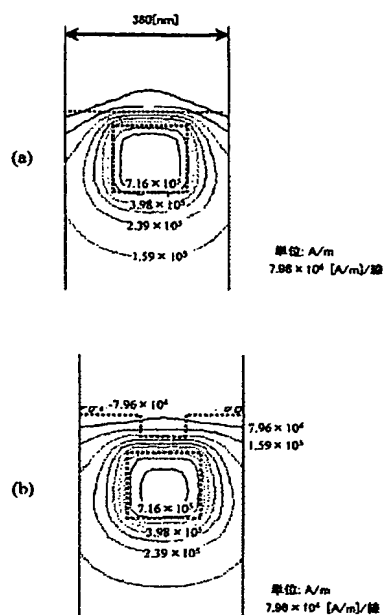 380[nm]
(a)
7.16 × 10⁵
3.98 × 10⁵
2.39 × 10⁵
1.59 × 10⁵
単位: A/m
7.98 × 10⁴ [A/m]/線
-7.96 × 10⁴
7.96 × 10⁴
1.59 × 10⁵
(b)
7.16 × 10⁵
3.98 × 10⁵
2.39 × 10⁵
単位: A/m
7.98 × 10⁴ [A/m]/線